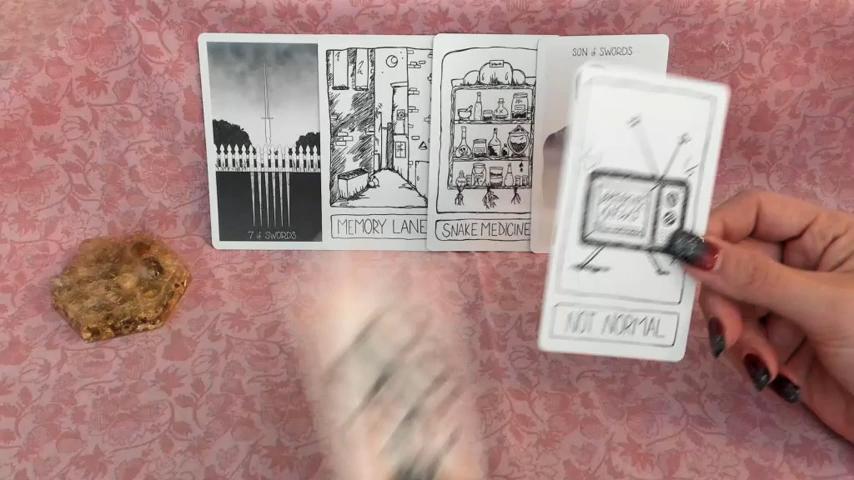 7 of SWORDS
MEMORY LANE
SNAKE MEDICINE
SON of SWORDS
NOT NORMAL